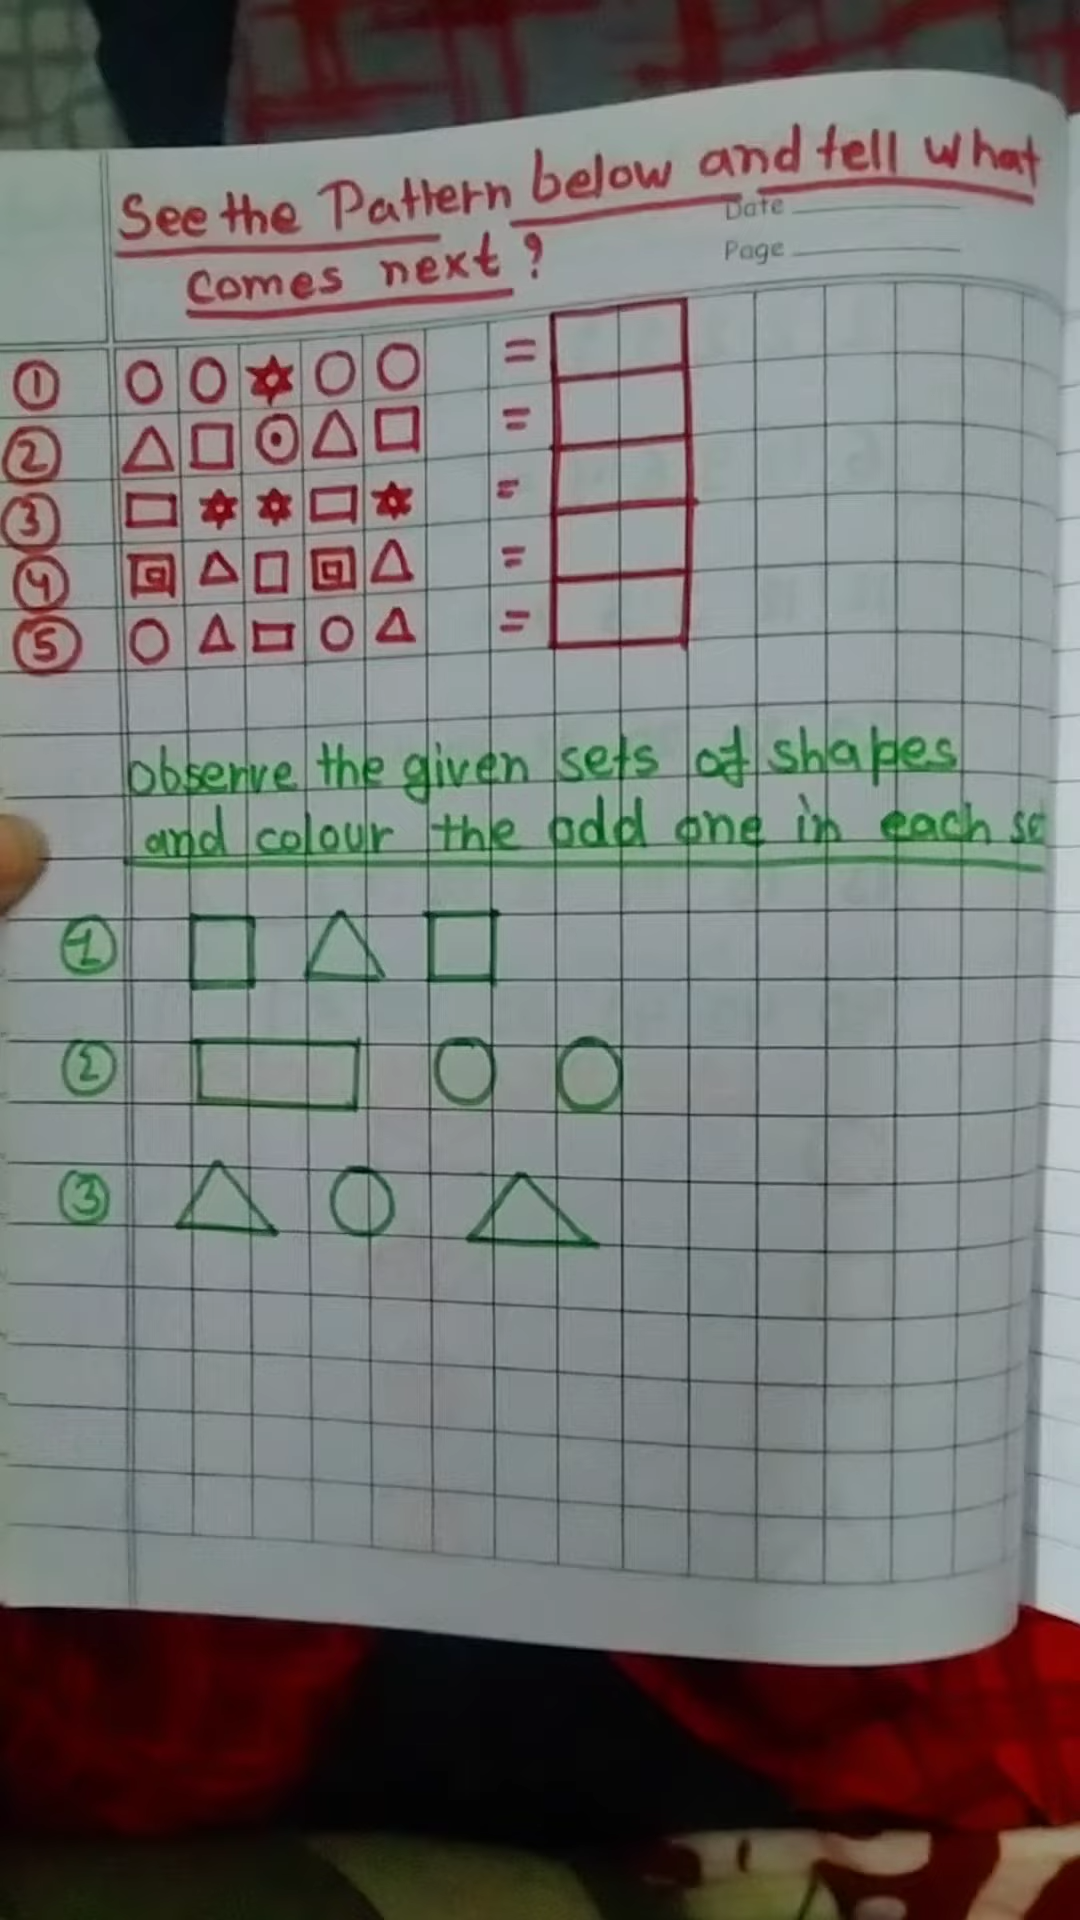 See the Pattern below and tell what
Date
comes next ?
Page
1 =
2 =
3 =
4 =
5 =
observe the given sets of shapes
and colour the odd one in each se
1
2
3